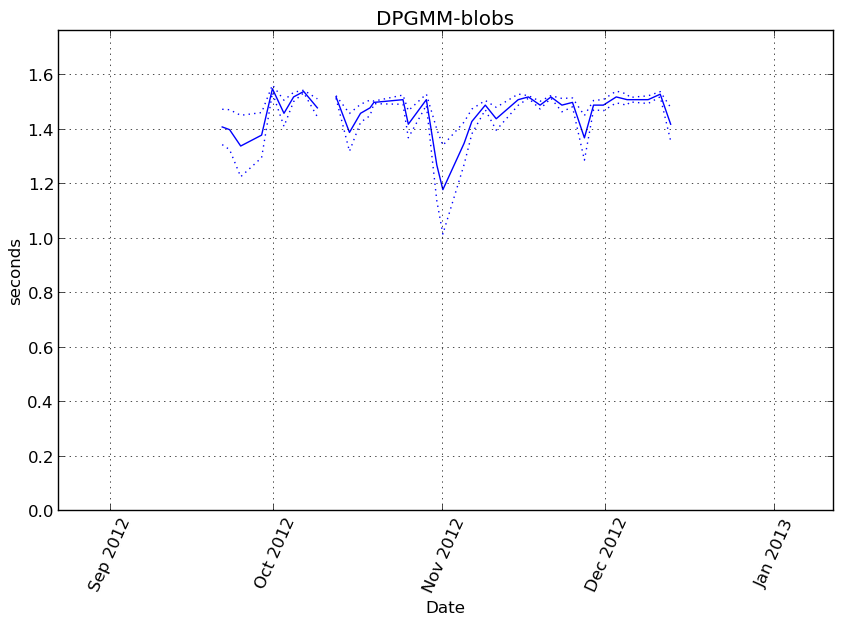 DPGMM-blobs
1.6
1.4
1.2
1.0
0.8
0.6
0.4
0.2
0.0
seconds
Sep 2012
Oct 2012
Nov 2012
Dec 2012
Jan 2013
Date